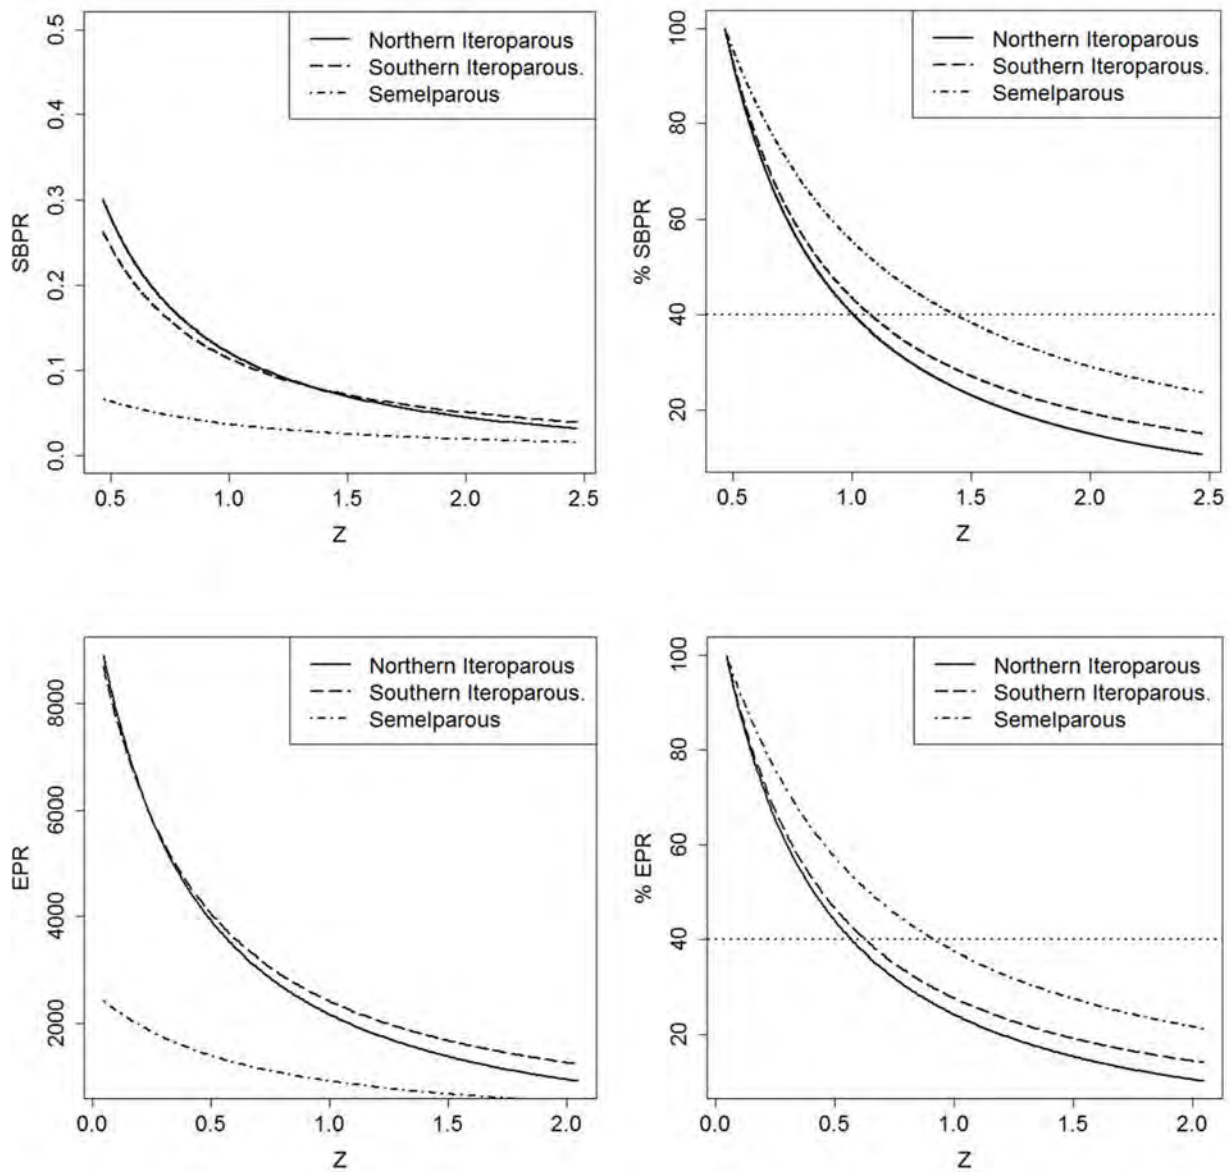 Northern Iteroparous
Southern Iteroparous.
Semelparous
SBPR
0.5
0.4
0.3
0.2
0.1
0.0
0.5 1.0 1.5 2.0 2.5
Z
Northern Iteroparous
Southern Iteroparous.
Semelparous
% SBPR
100
80
60
40
20
0.5 1.0 1.5 2.0 2.5
Z
Northern Iteroparous
Southern Iteroparous.
Semelparous
EPR
8000
6000
4000
2000
0.0 0.5 1.0 1.5 2.0
Z
Northern Iteroparous
Southern Iteroparous.
Semelparous
% EPR
100
80
60
40
20
0.0 0.5 1.0 1.5 2.0
Z